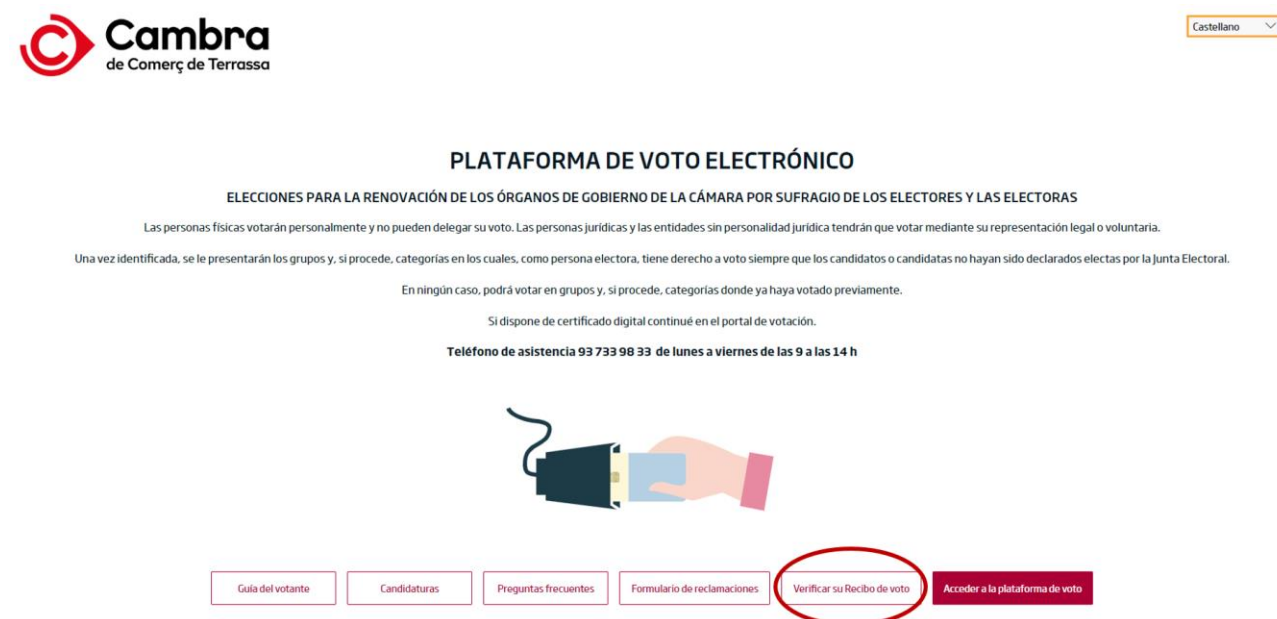 Cambra
de Comerç de Terrassa
Castellano
PLATAFORMA DE VOTO ELECTRÓNICO
ELECCIONES PARA LA RENOVACIÓN DE LOS ÓRGANOS DE GOBIERNO DE LA CÁMARA POR SUFRAGIO DE LOS ELECTORES Y LAS ELECTORAS
Las personas físicas votarán personalmente y no pueden delegar su voto. Las personas jurídicas y las entidades sin personalidad jurídica tendrán que votar mediante su representación legal o voluntaria.
Una vez identificada, se le presentarán los grupos y, si procede, categorías en los cuales, como persona electora, tiene derecho a voto siempre que los candidatos o candidatas no hayan sido declarados electas por la Junta Electoral.
En ningún caso, podrá votar en grupos y, si procede, categorías donde ya haya votado previamente.
Si dispone de certificado digital continué en el portal de votación.
Teléfono de asistencia 93 733 98 33 de lunes a viernes de las 9 a las 14 h
Guía del votante
Candidaturas
Preguntas frecuentes
Formulario de reclamaciones
Verificar su Recibo de voto
Acceder a la plataforma de voto